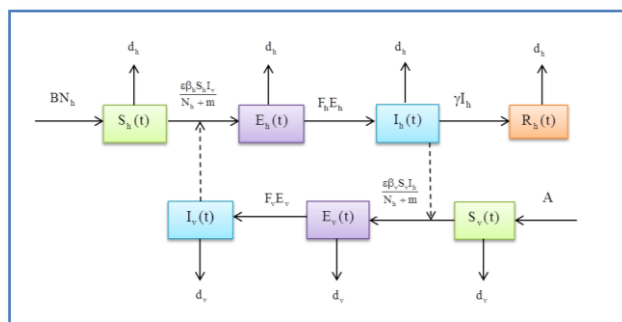 d_h d_h d_h d_h
BN_h εβ_hS_hI_v F_hE_h γI_h
N_h + m
S_h(t) E_h(t) I_h(t) R_h(t)
F_vE_v εβ_vS_vI_h A
N_h + m
I_v(t) E_v(t) S_v(t)
d_v d_v d_v